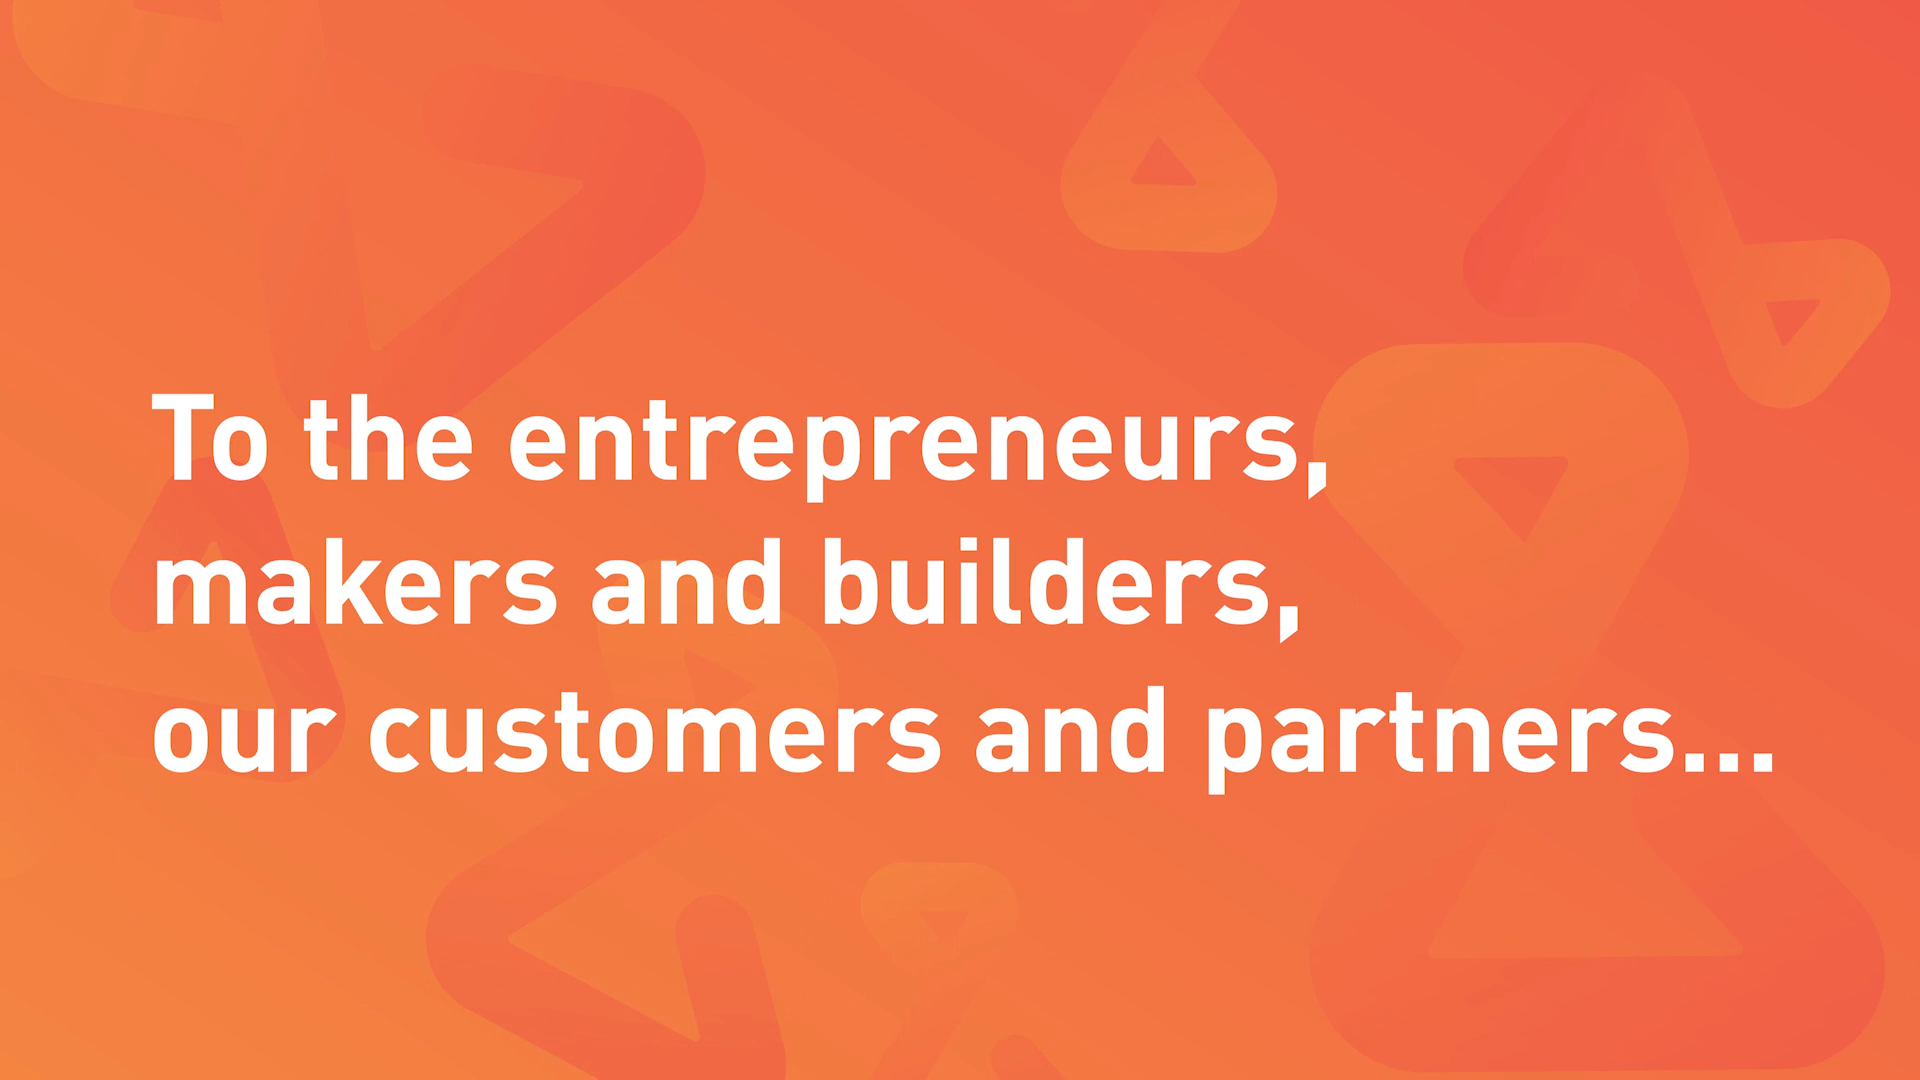 To the entrepreneurs,
makers and builders,
our customers and partners...